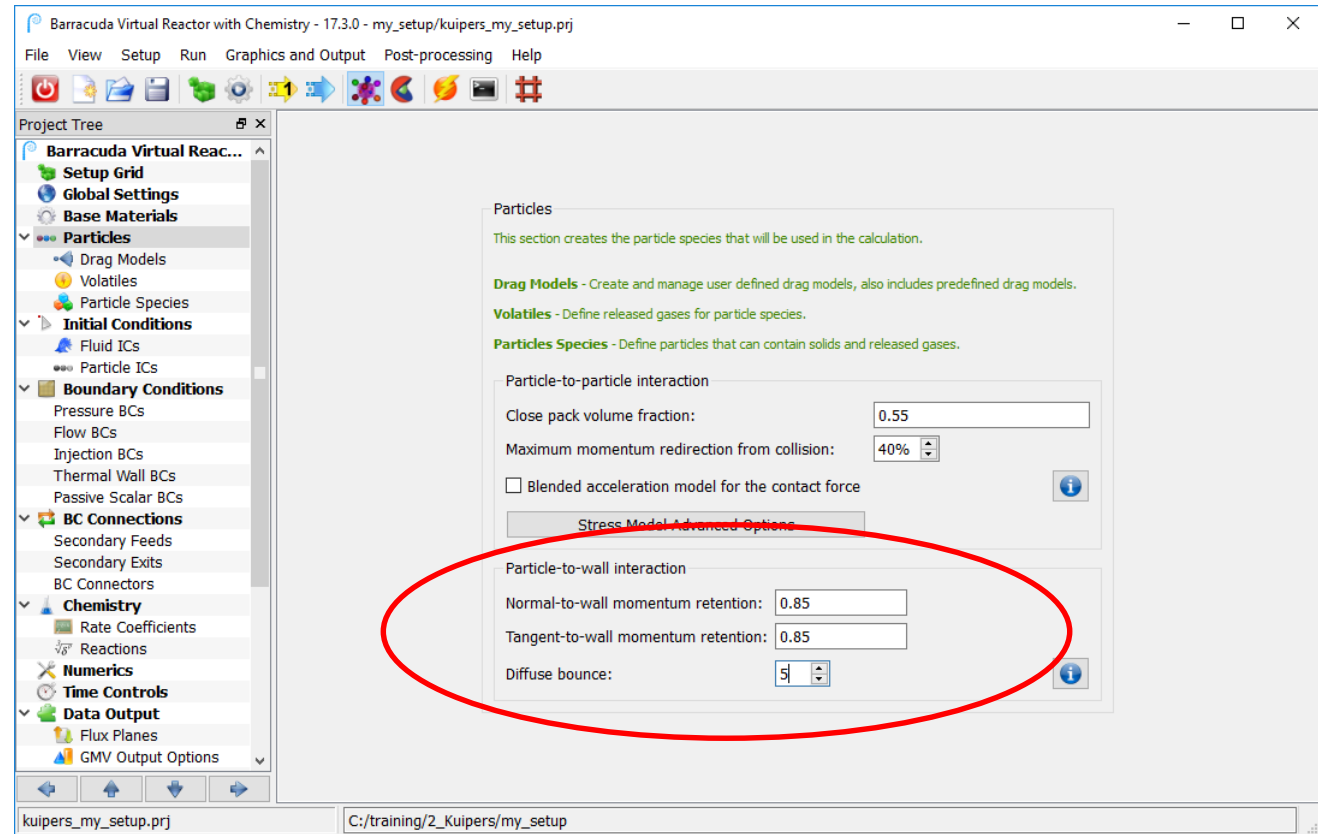 Barracuda Virtual Reactor with Chemistry - 17.3.0 - my_setup/kuipers_my_setup.prj
File View Setup Run Graphics and Output Post-processing Help
1
Project Tree
Barracuda Virtual Reac...
Setup Grid
Global Settings
Base Materials
Particles
Drag Models
Volatiles
Particle Species
Initial Conditions
Fluid ICs
Particle ICs
Boundary Conditions
Pressure BCs
Flow BCs
Injection BCs
Thermal Wall BCs
Passive Scalar BCs
BC Connections
Secondary Feeds
Secondary Exits
BC Connectors
Chemistry
Rate Coefficients
Reactions
Numerics
Time Controls
Data Output
Flux Planes
GMV Output Options
Particles
This section creates the particle species that will be used in the calculation.
Drag Models - Create and manage user defined drag models, also includes predefined drag models.
Volatiles - Define released gases for particle species.
Particles Species - Define particles that can contain solids and released gases.
Particle-to-particle interaction
Close pack volume fraction: 0.55
Maximum momentum redirection from collision: 40%
Blended acceleration model for the contact force
Stress Model Advanced Options
Particle-to-wall interaction
Normal-to-wall momentum retention: 0.85
Tangent-to-wall momentum retention: 0.85
Diffuse bounce: 5
kuipers_my_setup.prj C:/training/2_Kuipers/my_setup